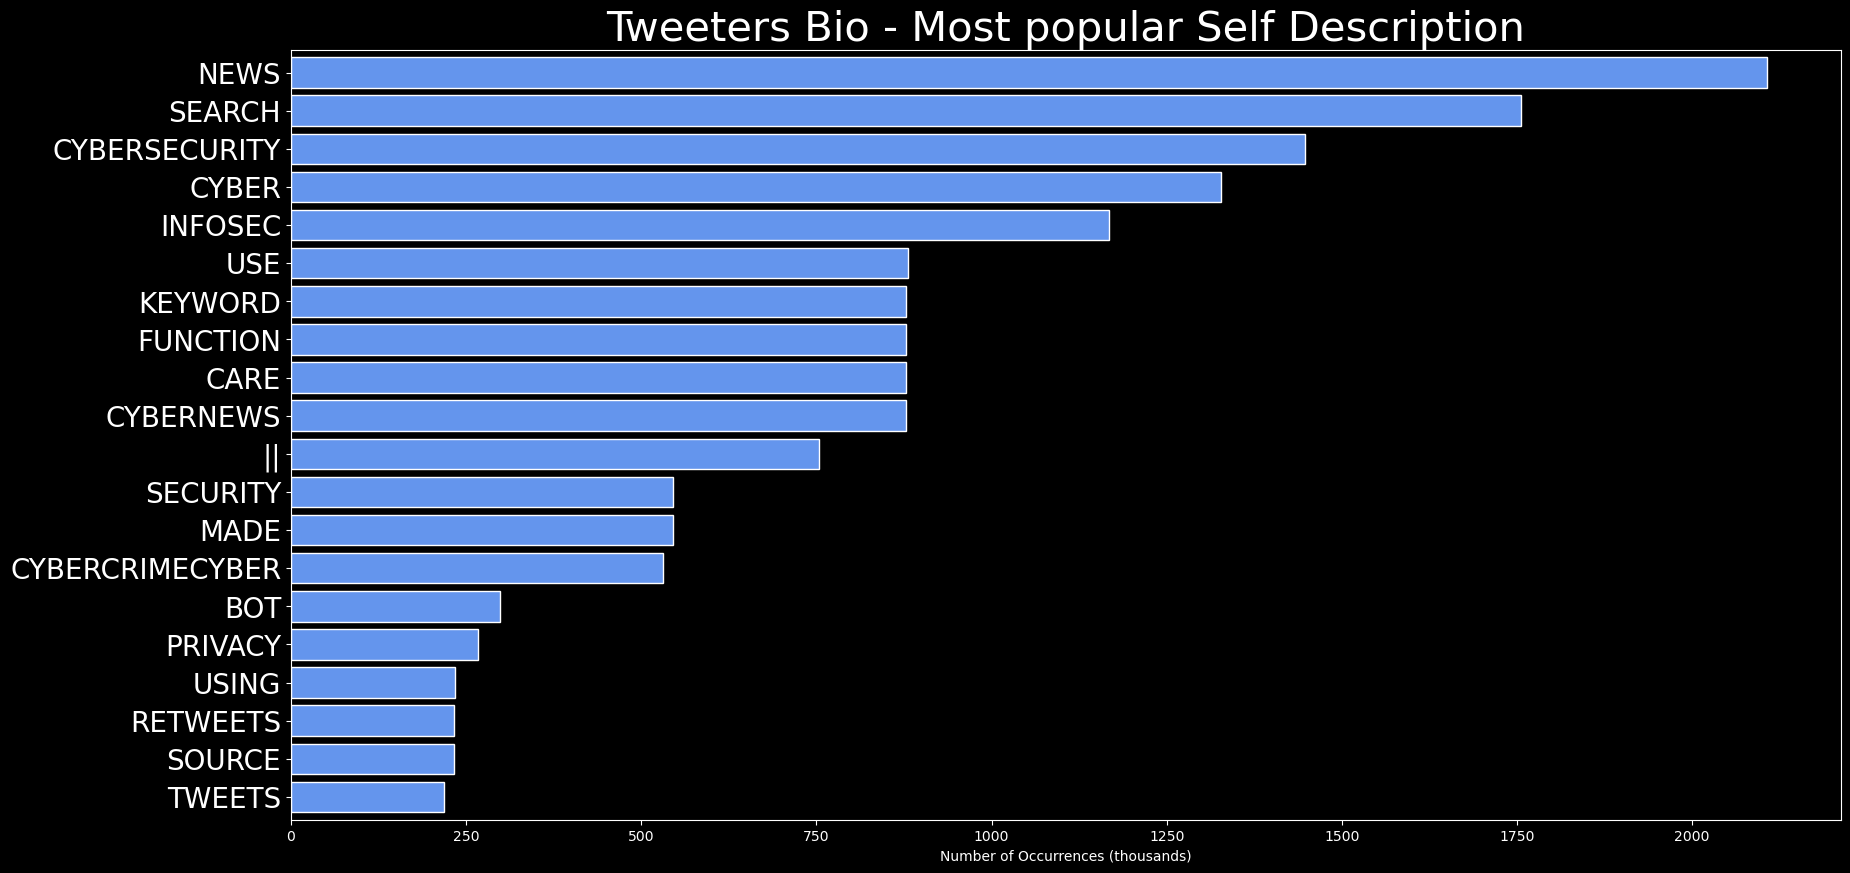 Tweeters Bio - Most popular Self Description
NEWS
SEARCH
CYBERSECURITY
CYBER
INFOSEC
USE
KEYWORD
FUNCTION
CARE
CYBERNEWS
||
SECURITY
MADE
CYBERCRIMECYBER
BOT
PRIVACY
USING
RETWEETS
SOURCE
TWEETS
0 250 500 750 1000 1250 1500 1750 2000
Number of Occurrences (thousands)